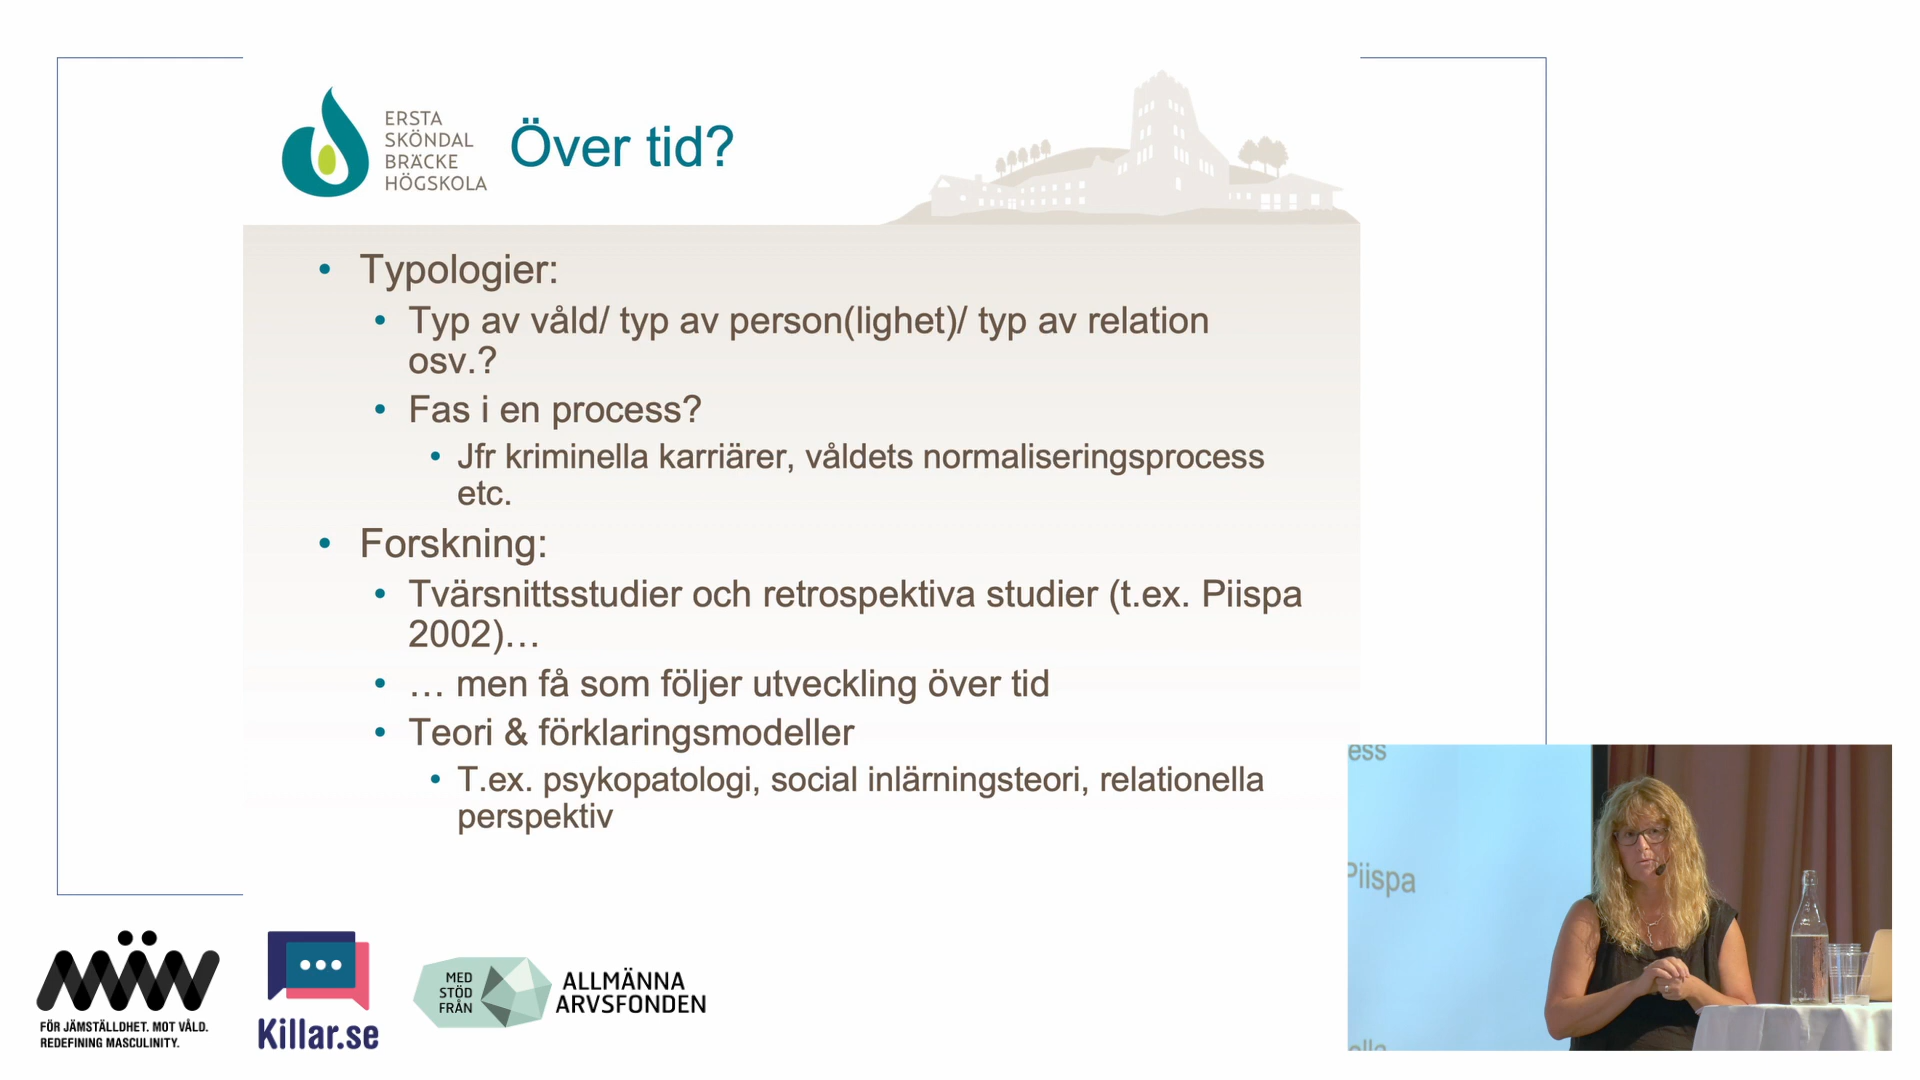 ERSTA
SKÖNDAL
BRÄCKE
HÖGSKOLA
Över tid?
• Typologier:
• Typ av våld/ typ av person(lighet)/ typ av relation
osv.?
• Fas i en process?
• Jfr kriminella karriärer, våldets normaliseringsprocess
etc.
• Forskning:
• Tvärsnittsstudier och retrospektiva studier (t.ex. Piispa
2002)…
• … men få som följer utveckling över tid
• Teori & förklaringsmodeller
• T.ex. psykopatologi, social inlärningsteori, relationella
perspektiv
ess
Piispa
MÄN
FÖR JÄMSTÄLLDHET. MOT VÅLD.
REDEFINING MASCULINITY.
Killar.se
MED
STÖD
FRÅN
ALLMÄNNA
ARVSFONDEN